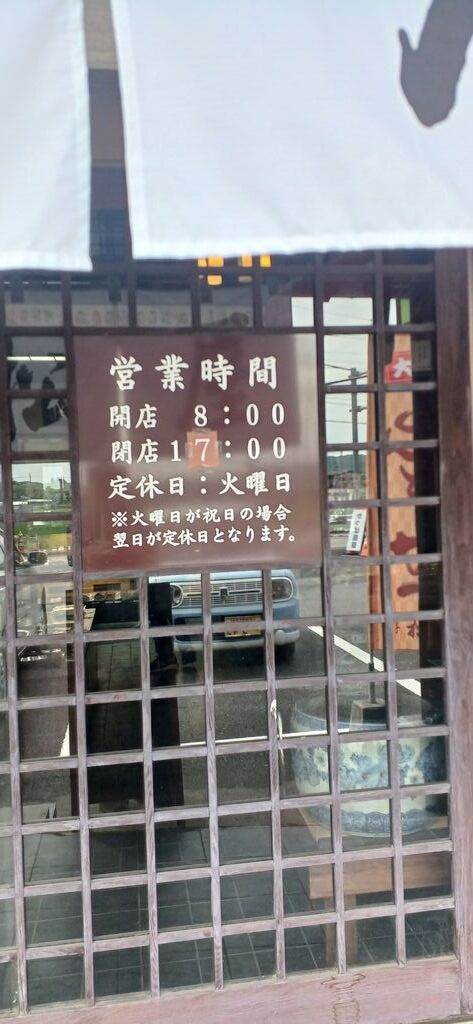 営業時間
開店 8：00
閉店 17：00
定休日：火曜日
※火曜日が祝日の場合
翌日が定休日となります。
大